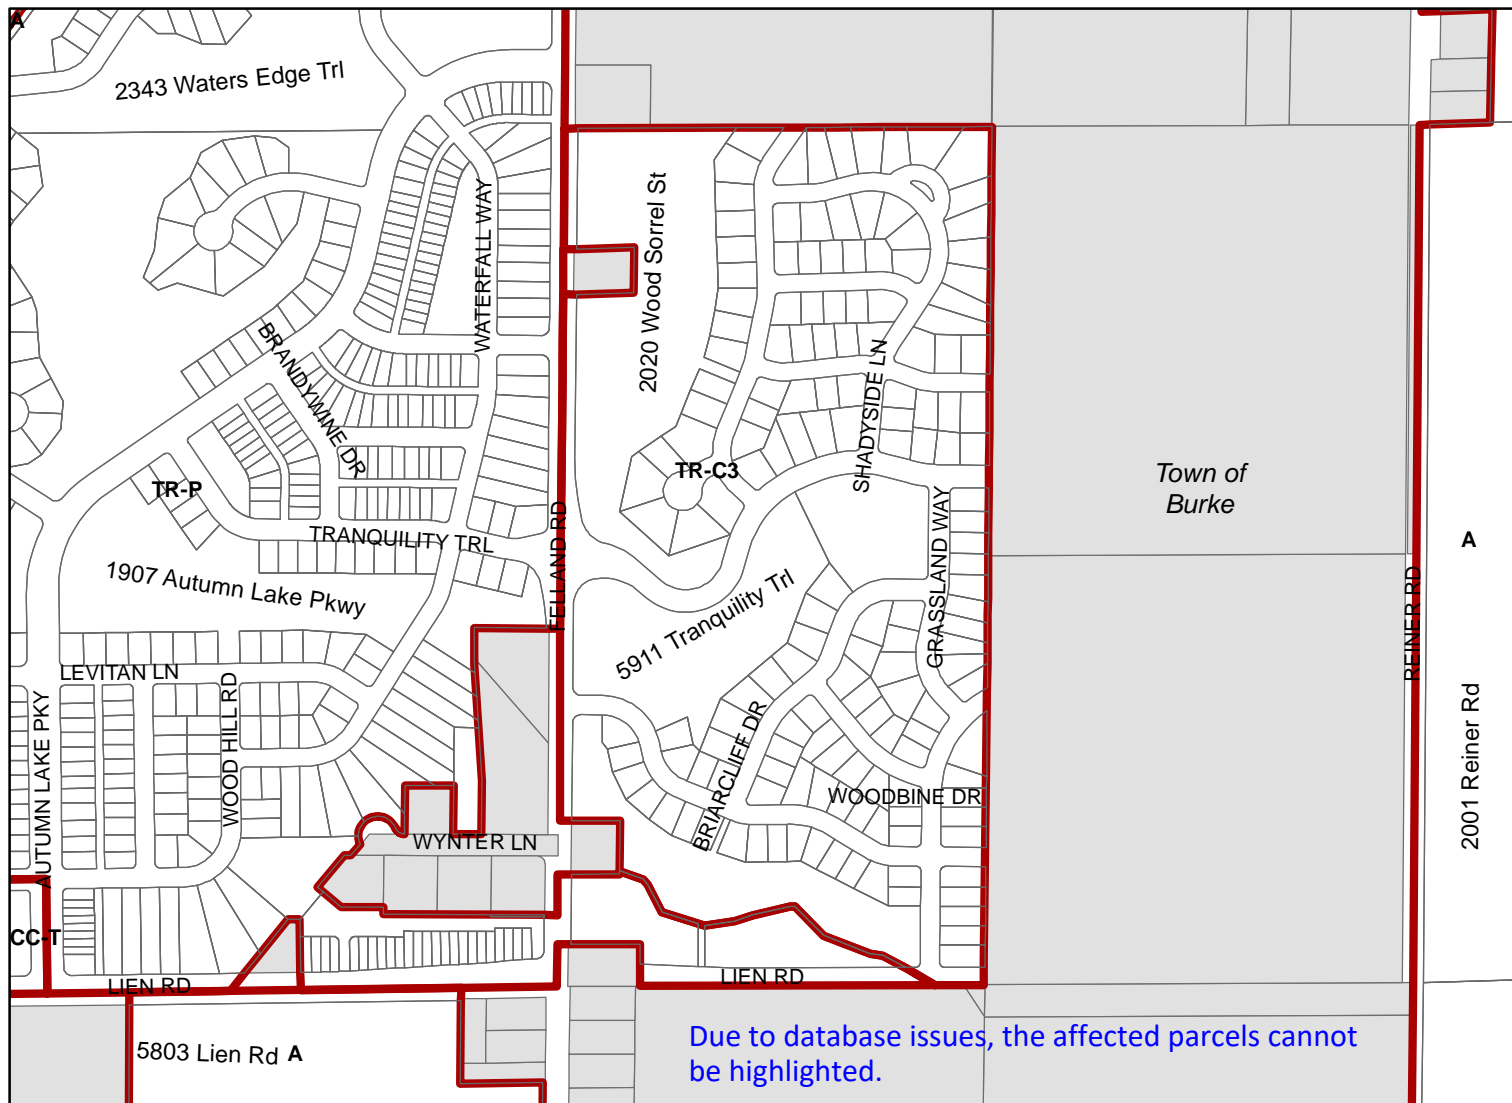 A
2343 Waters Edge Trl
WATERFALL WAY
2020 Wood Sorrel St
BRANDYWINE DR
SHADYSIDE LN
TR-C3
TR-P
Town of
Burke
TRANQUILITY TRL
FELLAND RD
GRASSLAND WAY
A
1907 Autumn Lake Pkwy
5911 Tranquility Trl
REINER RD
LEVITAN LN
WOOD HILL RD
AUTUMN LAKE PKY
BRIARCLIFF DR
2001 Reiner Rd
WOODBINE DR
WYNTER LN
CC-T
LIEN RD
LIEN RD
5803 Lien Rd A
Due to database issues, the affected parcels cannot
be highlighted.